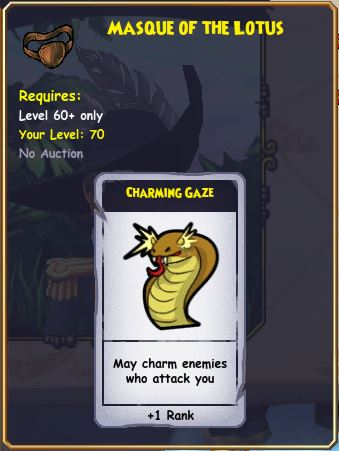 MASQUE OF THE LOTUS
Requires:
Level 60+ only
Your Level: 70
No Auction
CHARMING GAZE
May charm enemies
who attack you
+1 Rank